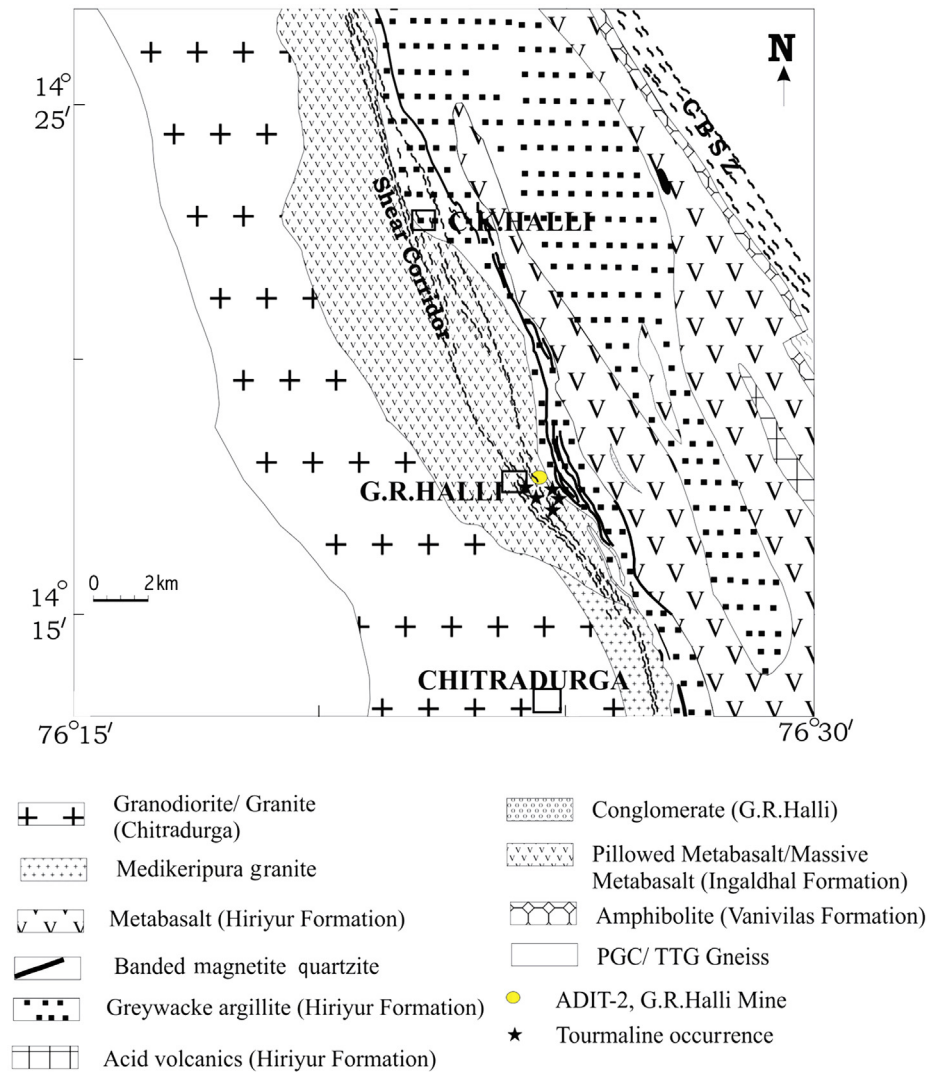 N
14°
25′
CBSZ
Shear Corridor
C.K.HALLI
G.R.HALLI
0 2km
14°
15′
CHITRADURGA
76°15′
76°30′
Granodiorite/ Granite
(Chitradurga)
Medikeripura granite
Metabasalt (Hiriyur Formation)
Banded magnetite quartzite
Greywacke argillite (Hiriyur Formation)
Acid volcanics (Hiriyur Formation)
Conglomerate (G.R.Halli)
Pillowed Metabasalt/Massive
Metabasalt (Ingaldhal Formation)
Amphibolite (Vanivilas Formation)
PGC/ TTG Gneiss
ADIT-2, G.R.Halli Mine
Tourmaline occurrence